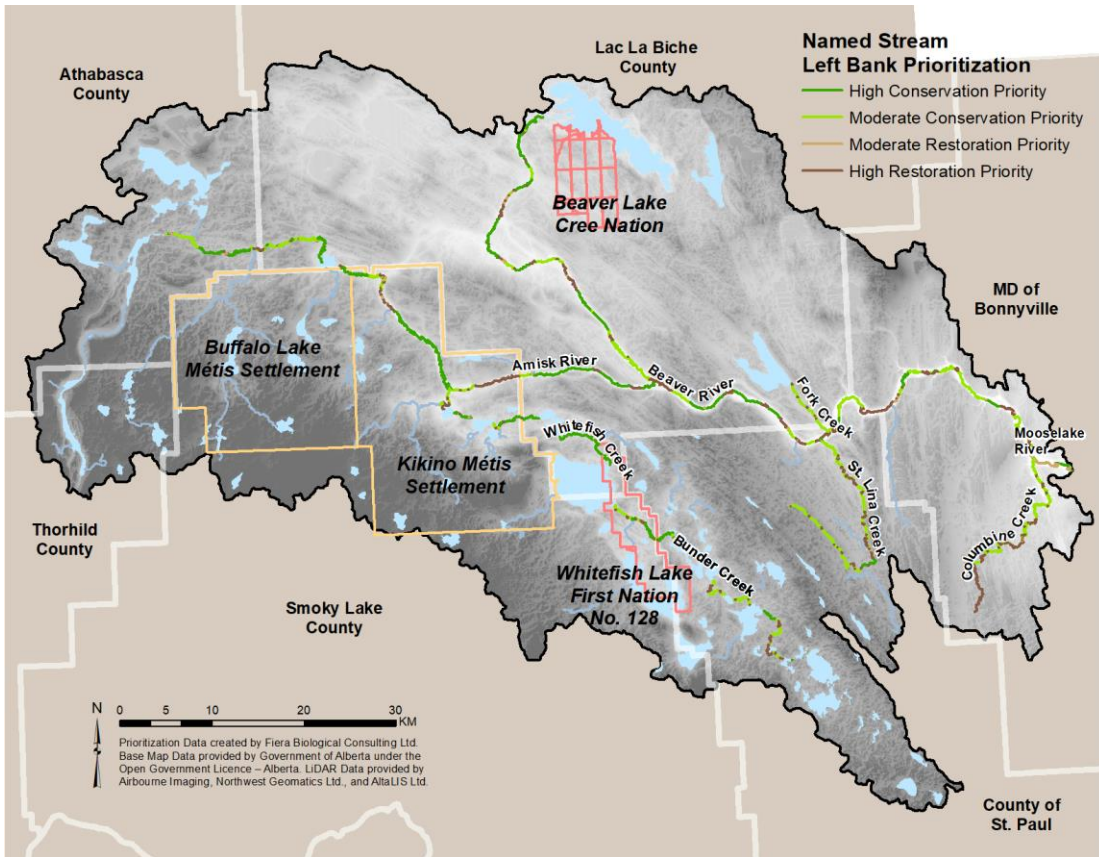 Named Stream
Left Bank Prioritization
High Conservation Priority
Moderate Conservation Priority
Moderate Restoration Priority
High Restoration Priority
Lac La Biche
County
Athabasca
County
Beaver Lake
Cree Nation
MD of
Bonnyville
Buffalo Lake
Métis Settlement
Amisk River
Beaver River
Fork Creek
Mooselake
River
Whitefish Creek
Kikino Métis
Settlement
St. Lina Creek
Columbine Creek
Thorhild
County
Bunder Creek
Whitefish Lake
First Nation
No. 128
Smoky Lake
County
N
0 5 10 20 30
KM
Prioritization Data created by Fiera Biological Consulting Ltd.
Base Map Data provided by Government of Alberta under the
Open Government Licence – Alberta. LiDAR Data provided by
Airbourne Imaging, Northwest Geomatics Ltd., and AltaLIS Ltd.
County of
St. Paul